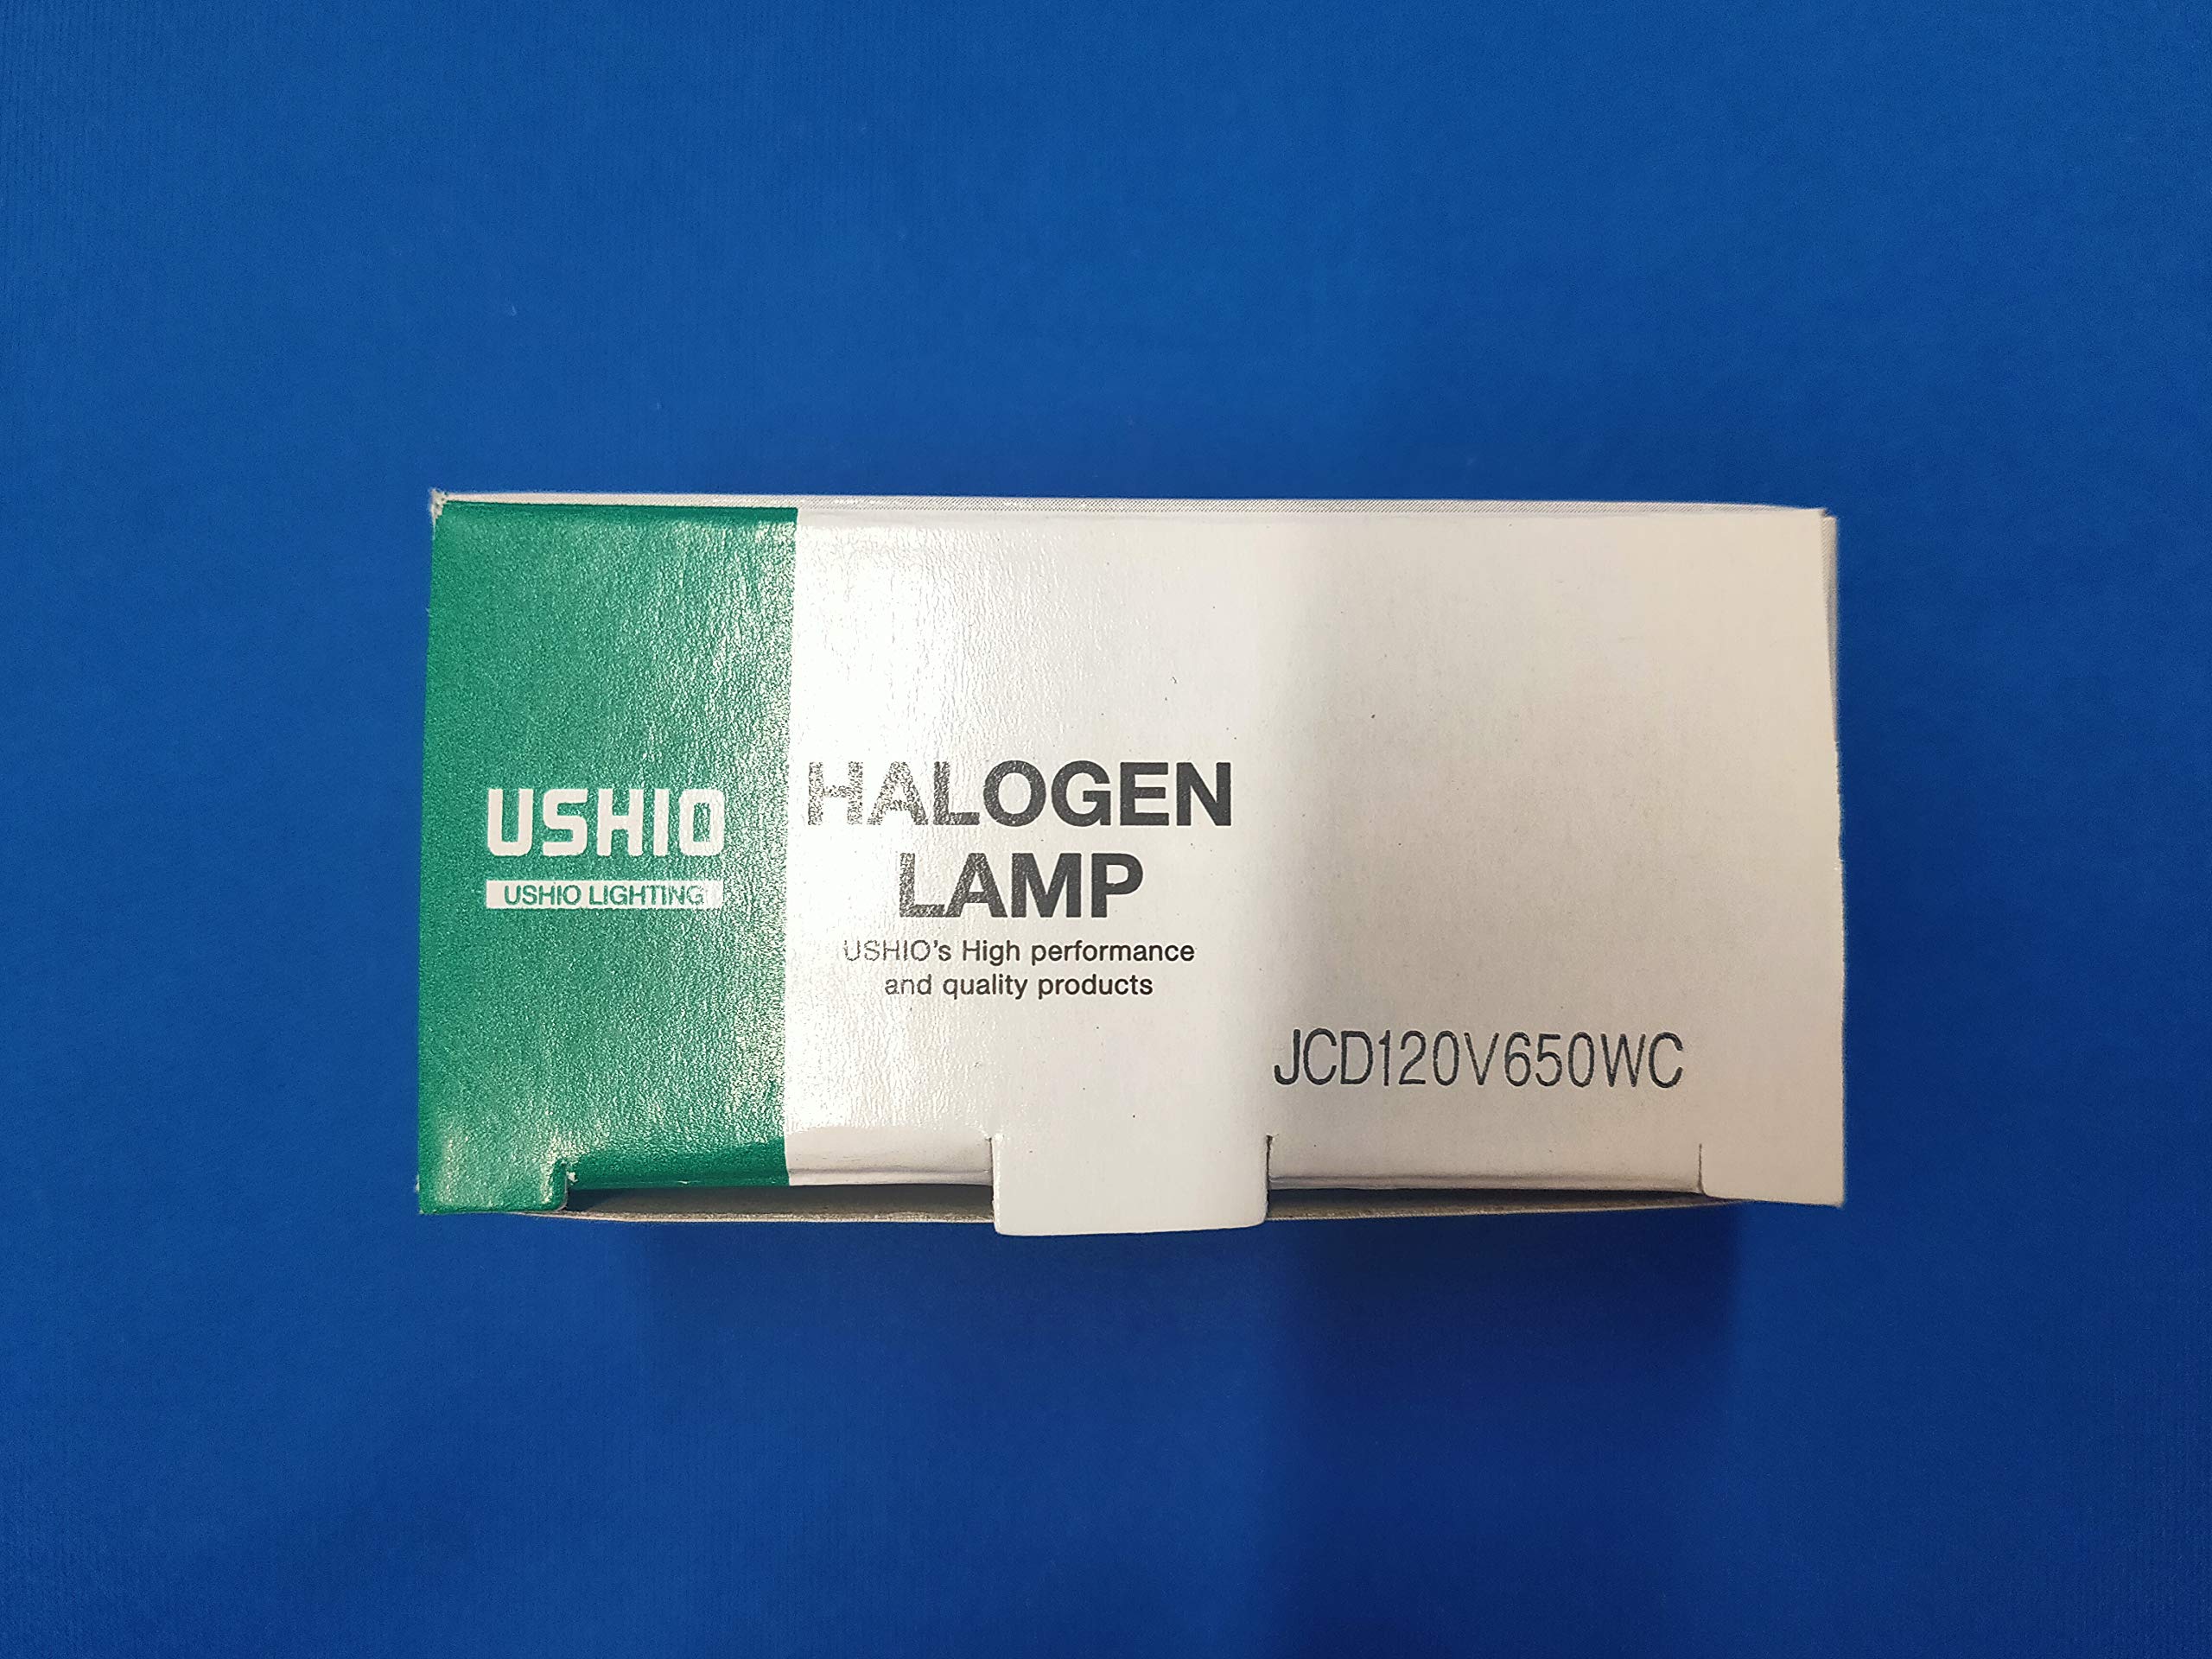 USHIO
USHIO LIGHTING
HALOGEN
LAMP
USHIO's High performance
and quality products
JCD120V650WC